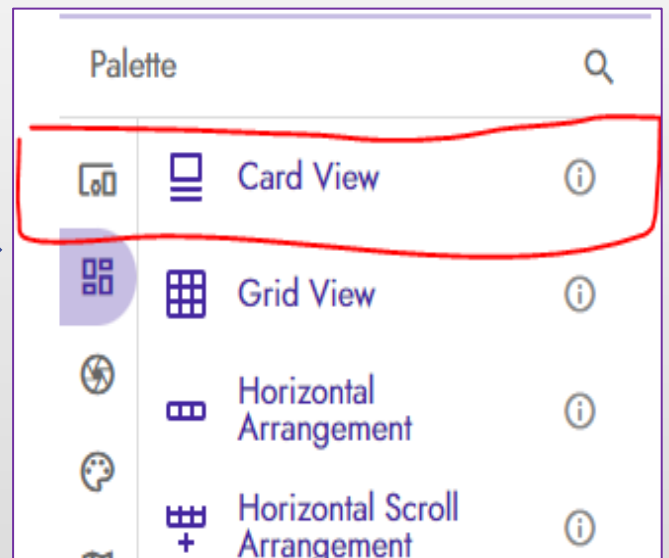 Palette
Card View
Grid View
Horizontal
Arrangement
Horizontal Scroll
Arrangement